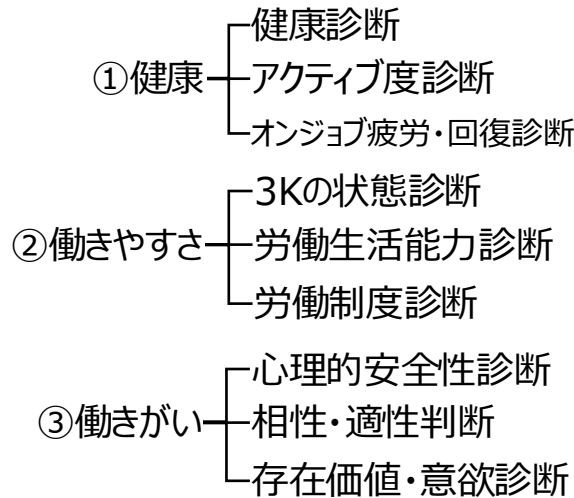 健康診断
①健康
アクティブ度診断
オンジョブ疲労・回復診断
3Kの状態診断
②働きやすさ
労働生活能力診断
労働制度診断
心理的安全性診断
③働きがい
相性・適性判断
存在価値・意欲診断